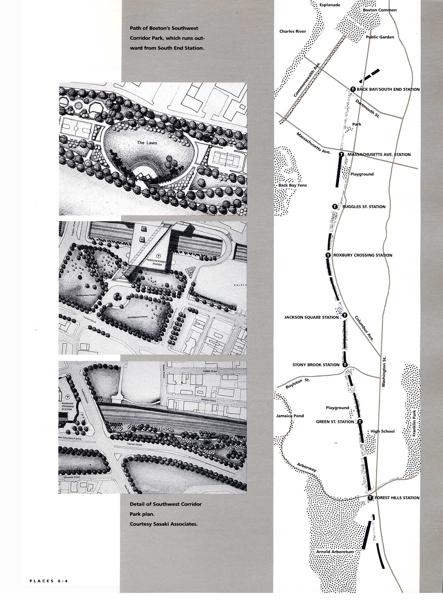 Path of Boston's Southwest
Corridor Park, which runs out-
ward from South End Station.
The Lawn
Detail of Southwest Corridor
Park plan.
Courtesy Sasaki Associates.
PLACES 6:4
Esplanade
Boston Common
Charles River
Public Garden
Commonwealth Ave.
BACK BAY/SOUTH END STATION
Dartmouth St.
Park
Massachusetts Ave.
MASSACHUSETTS AVE. STATION
Playground
Back Bay Fens
RUGGLES ST. STATION
ROXBURY CROSSING STATION
JACKSON SQUARE STATION
Columbus Ave.
Washington St.
STONY BROOK STATION
Boylston St.
Playground
Jamaica Pond
GREEN ST. STATION
High School
Franklin Park
Arborway
FOREST HILLS STATION
Arnold Arboretum